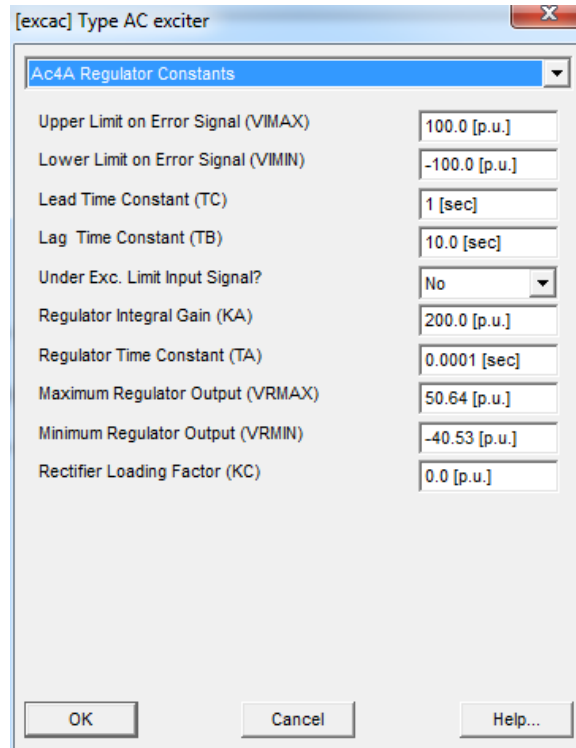 [excac] Type AC exciter
Ac4A Regulator Constants
Upper Limit on Error Signal (VIMAX) 100.0 [p.u.]
Lower Limit on Error Signal (VIMIN) -100.0 [p.u.]
Lead Time Constant (TC) 1 [sec]
Lag Time Constant (TB) 10.0 [sec]
Under Exc. Limit Input Signal? No
Regulator Integral Gain (KA) 200.0 [p.u.]
Regulator Time Constant (TA) 0.0001 [sec]
Maximum Regulator Output (VRMAX) 50.64 [p.u.]
Minimum Regulator Output (VRMIN) -40.53 [p.u.]
Rectifier Loading Factor (KC) 0.0 [p.u.]
OK Cancel Help...